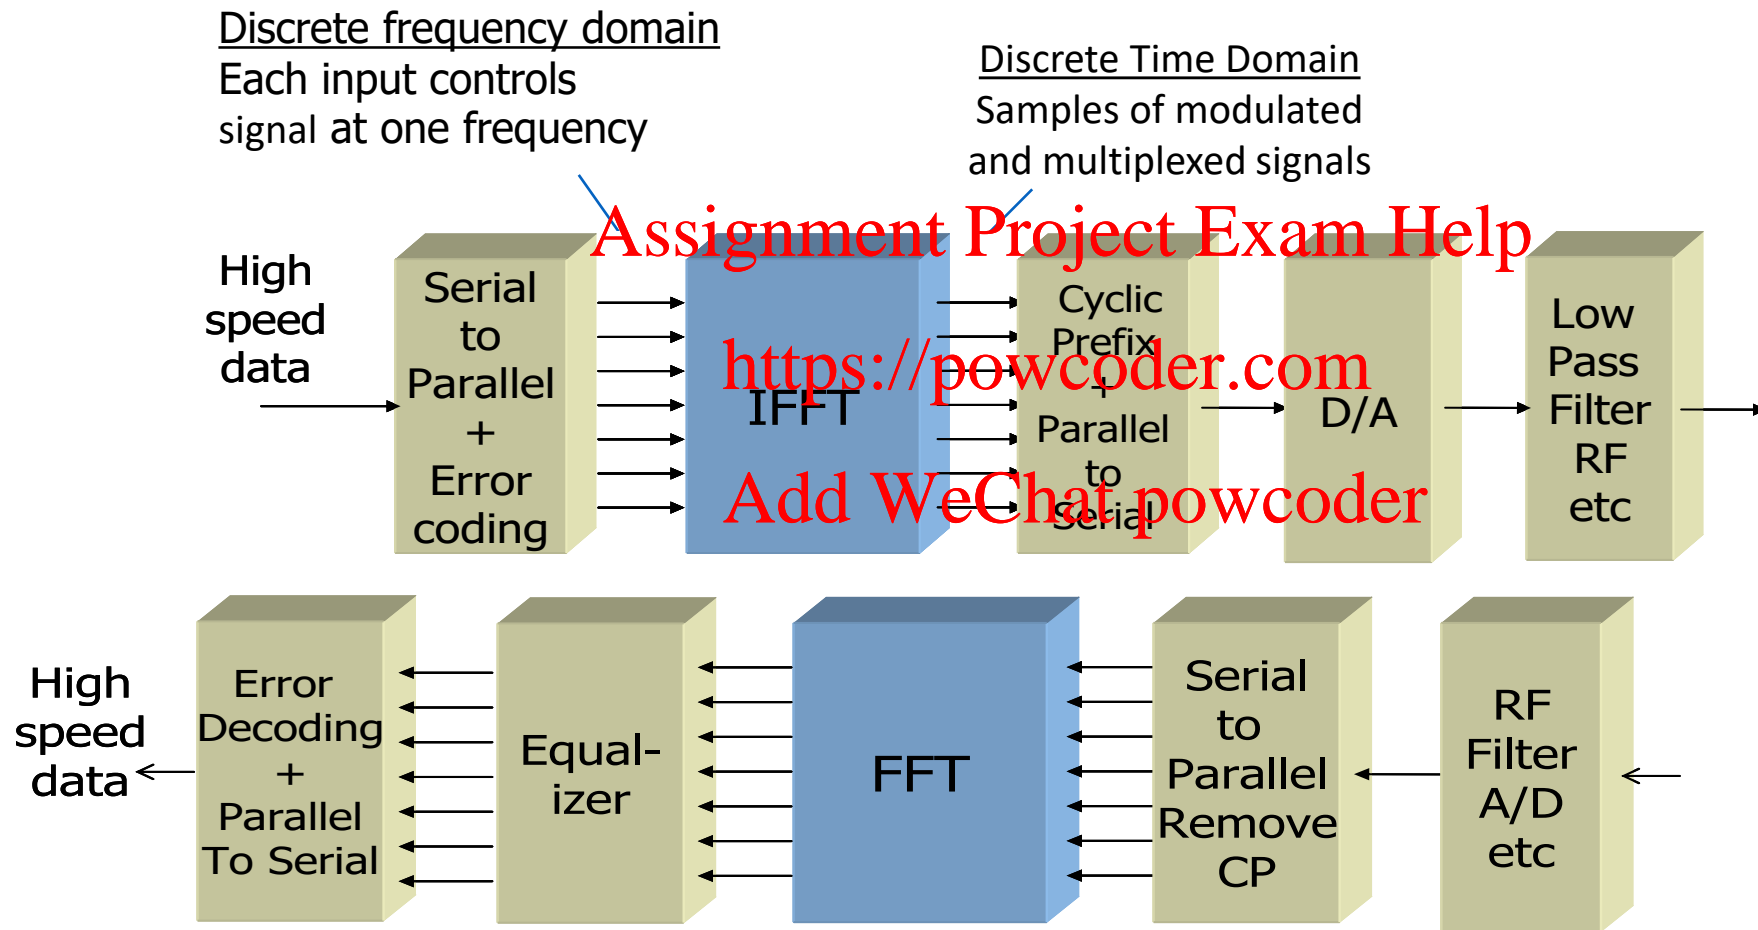 Discrete frequency domain
Each input controls
signal at one frequency
Discrete Time Domain
Samples of modulated
and multiplexed signals
Assignment Project Exam Help
https://powcoder.com
Add WeChat powcoder
High
speed
data
Serial
to
Parallel
+
Error
coding
IFFT
Cyclic
Prefix
+
Parallel
to
Serial
D/A
Low
Pass
Filter
RF
etc
High
speed
data
Error
Decoding
+
Parallel
To Serial
Equal-
izer
FFT
Serial
to
Parallel
Remove
CP
RF
Filter
A/D
etc